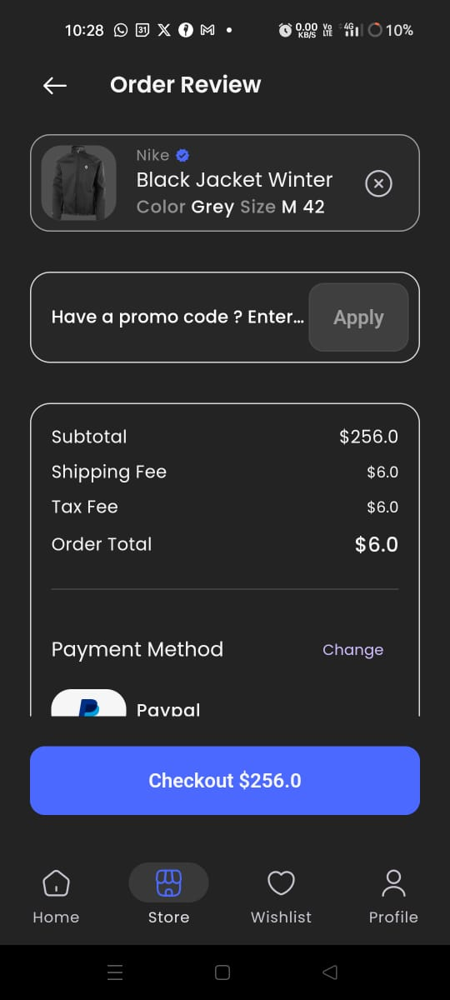 10:28 31 0.00 KB/S Vo LTE 4G 10%
Order Review
Nike
Black Jacket Winter
Color Grey Size M 42
Have a promo code ? Enter... Apply
Subtotal $256.0
Shipping Fee $6.0
Tax Fee $6.0
Order Total $6.0
Payment Method Change
Paypal
Checkout $256.0
Home Store Wishlist Profile